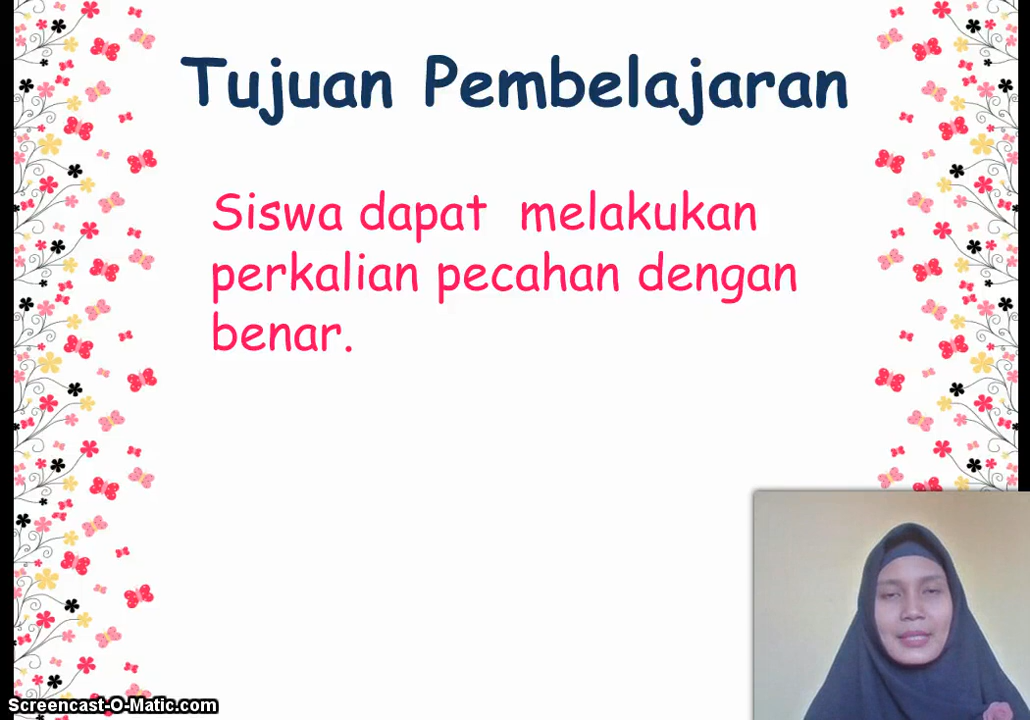 Tujuan Pembelajaran
Siswa dapat melakukan
perkalian pecahan dengan
benar.
Screencast-O-Matic.com